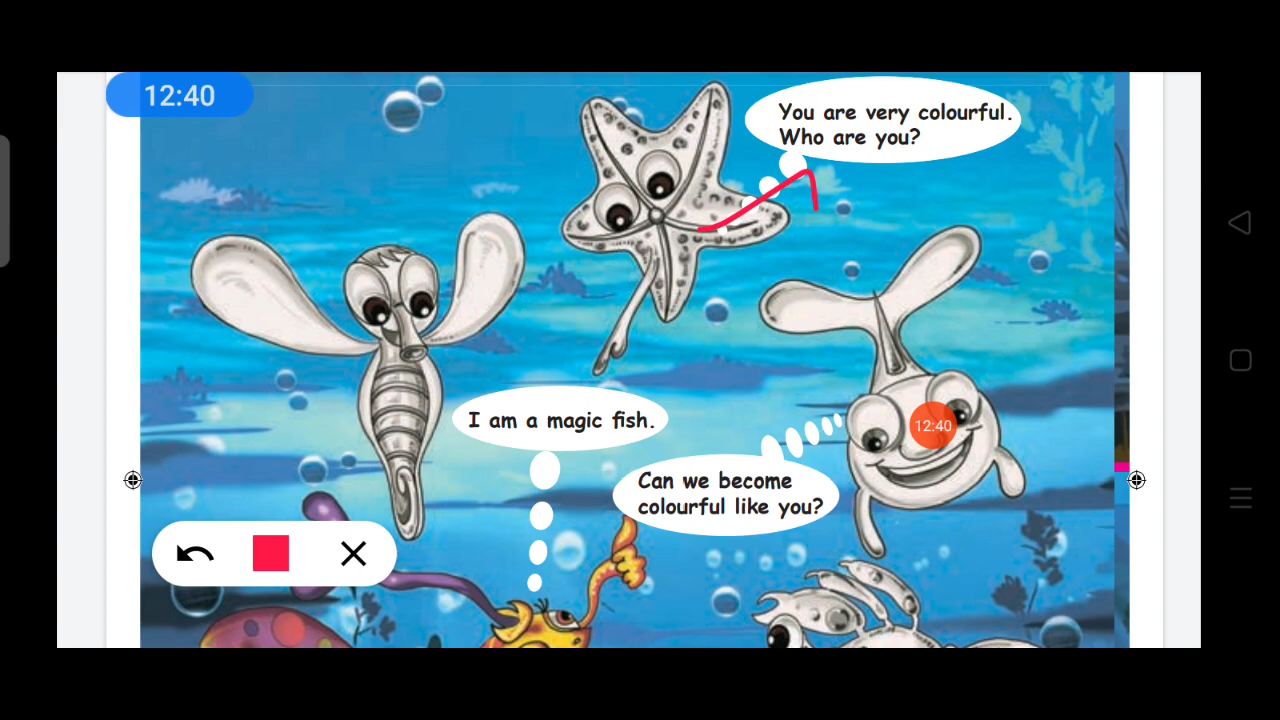 12:40
You are very colourful.
Who are you?
I am a magic fish.
12:40
Can we become
colourful like you?